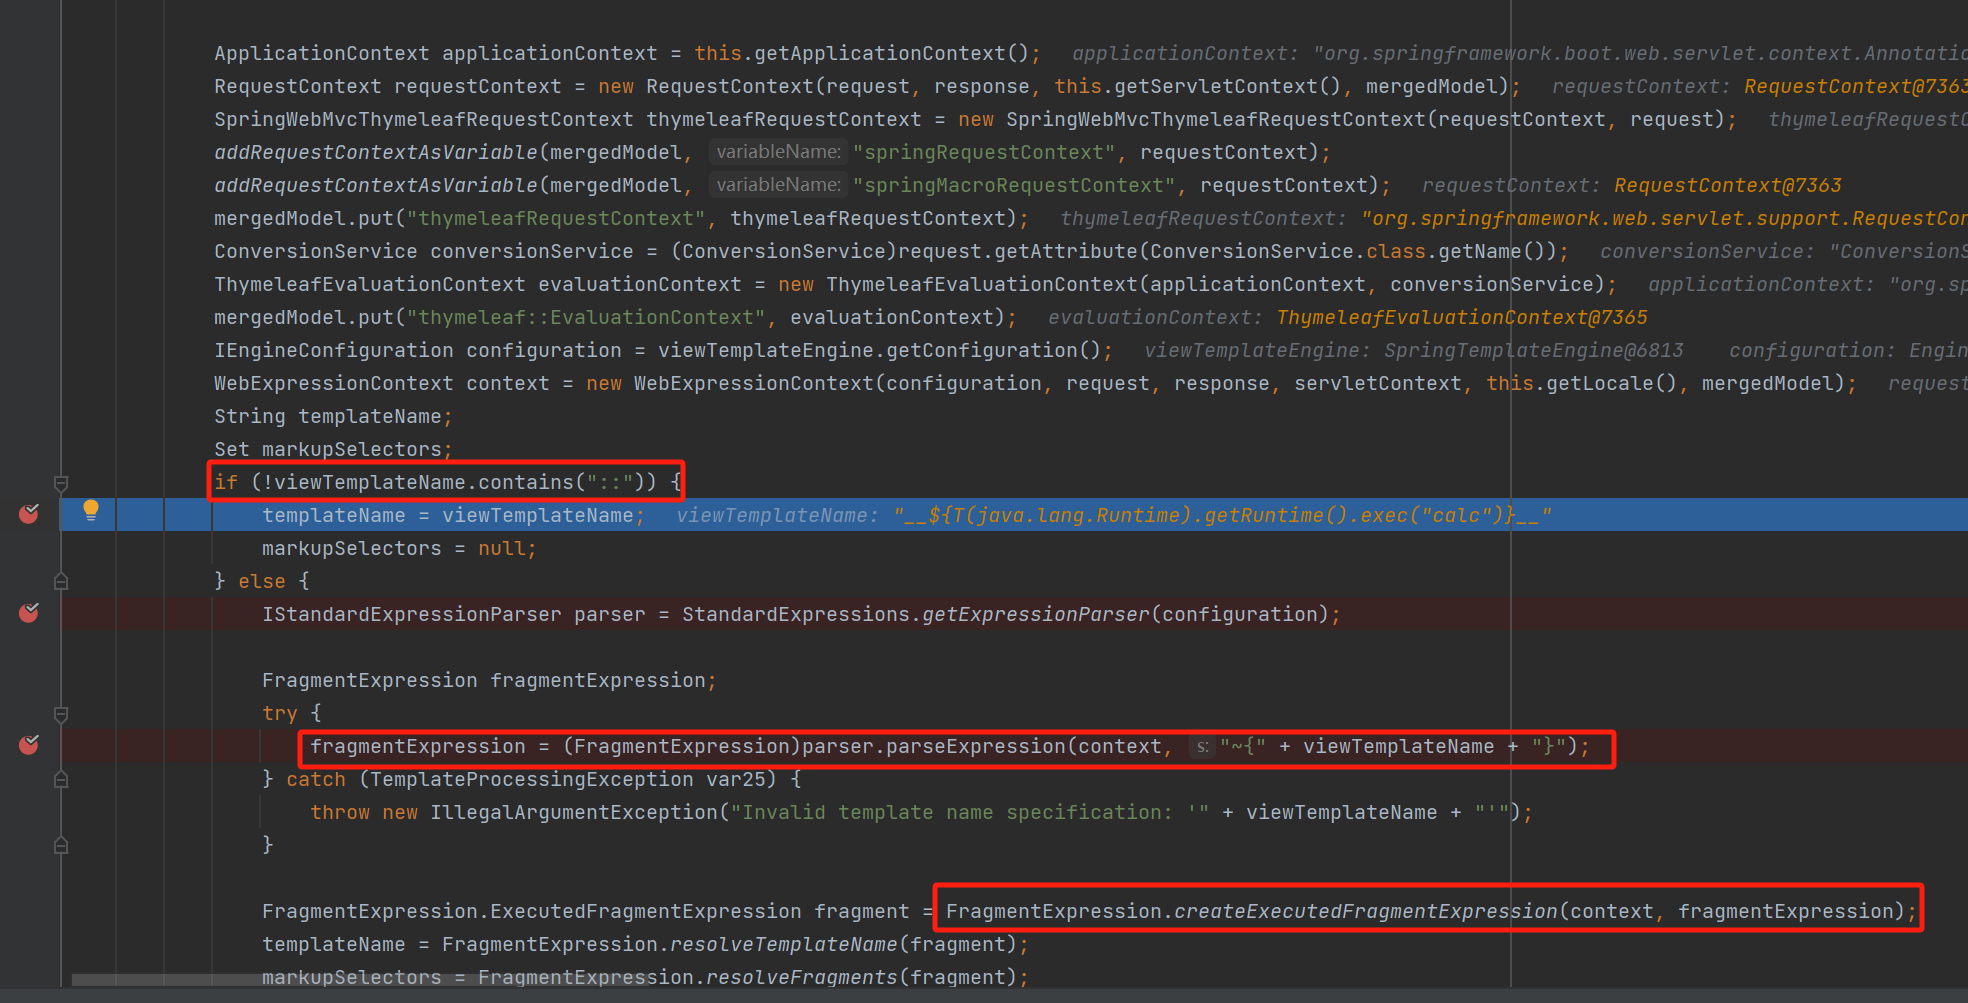 ApplicationContext applicationContext = this.getApplicationContext();   applicationContext: "org.springframework.boot.web.servlet.context.Annotatio
RequestContext requestContext = new RequestContext(request, response, this.getServletContext(), mergedModel);   requestContext: RequestContext@7363
SpringWebMvcThymeleafRequestContext thymeleafRequestContext = new SpringWebMvcThymeleafRequestContext(requestContext, request);   thymeleafRequestC
addRequestContextAsVariable(mergedModel, variableName: "springRequestContext", requestContext);
addRequestContextAsVariable(mergedModel, variableName: "springMacroRequestContext", requestContext);   requestContext: RequestContext@7363
mergedModel.put("thymeleafRequestContext", thymeleafRequestContext);   thymeleafRequestContext: "org.springframework.web.servlet.support.RequestCon
ConversionService conversionService = (ConversionService)request.getAttribute(ConversionService.class.getName());   conversionService: "ConversionS
ThymeleafEvaluationContext evaluationContext = new ThymeleafEvaluationContext(applicationContext, conversionService);   applicationContext: "org.sp
mergedModel.put("thymeleaf::EvaluationContext", evaluationContext);   evaluationContext: ThymeleafEvaluationContext@7365
IEngineConfiguration configuration = viewTemplateEngine.getConfiguration();   viewTemplateEngine: SpringTemplateEngine@6813   configuration: Engin
WebExpressionContext context = new WebExpressionContext(configuration, request, response, servletContext, this.getLocale(), mergedModel);   request
String templateName;
Set markupSelectors;
if (!viewTemplateName.contains("::")) {
templateName = viewTemplateName;   viewTemplateName: "__${T(java.lang.Runtime).getRuntime().exec("calc")}__"
markupSelectors = null;
} else {
IStandardExpressionParser parser = StandardExpressions.getExpressionParser(configuration);
FragmentExpression fragmentExpression;
try {
fragmentExpression = (FragmentExpression)parser.parseExpression(context, s: "~{" + viewTemplateName + "}");
} catch (TemplateProcessingException var25) {
throw new IllegalArgumentException("Invalid template name specification: '" + viewTemplateName + "'");
}
FragmentExpression.ExecutedFragmentExpression fragment = FragmentExpression.createExecutedFragmentExpression(context, fragmentExpression);
templateName = FragmentExpression.resolveTemplateName(fragment);
markupSelectors = FragmentExpression.resolveFragments(fragment);